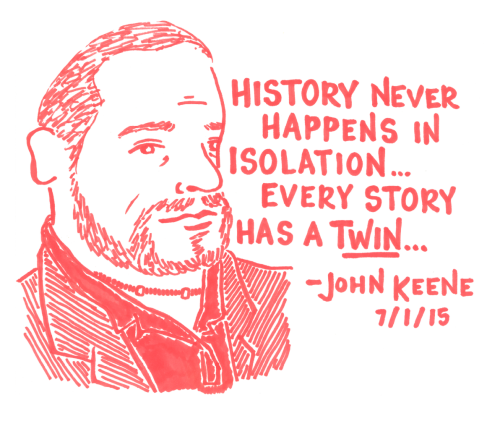 HISTORY NEVER
HAPPENS IN
ISOLATION...
EVERY STORY
HAS A TWIN...
-JOHN KEENE
7/1/15